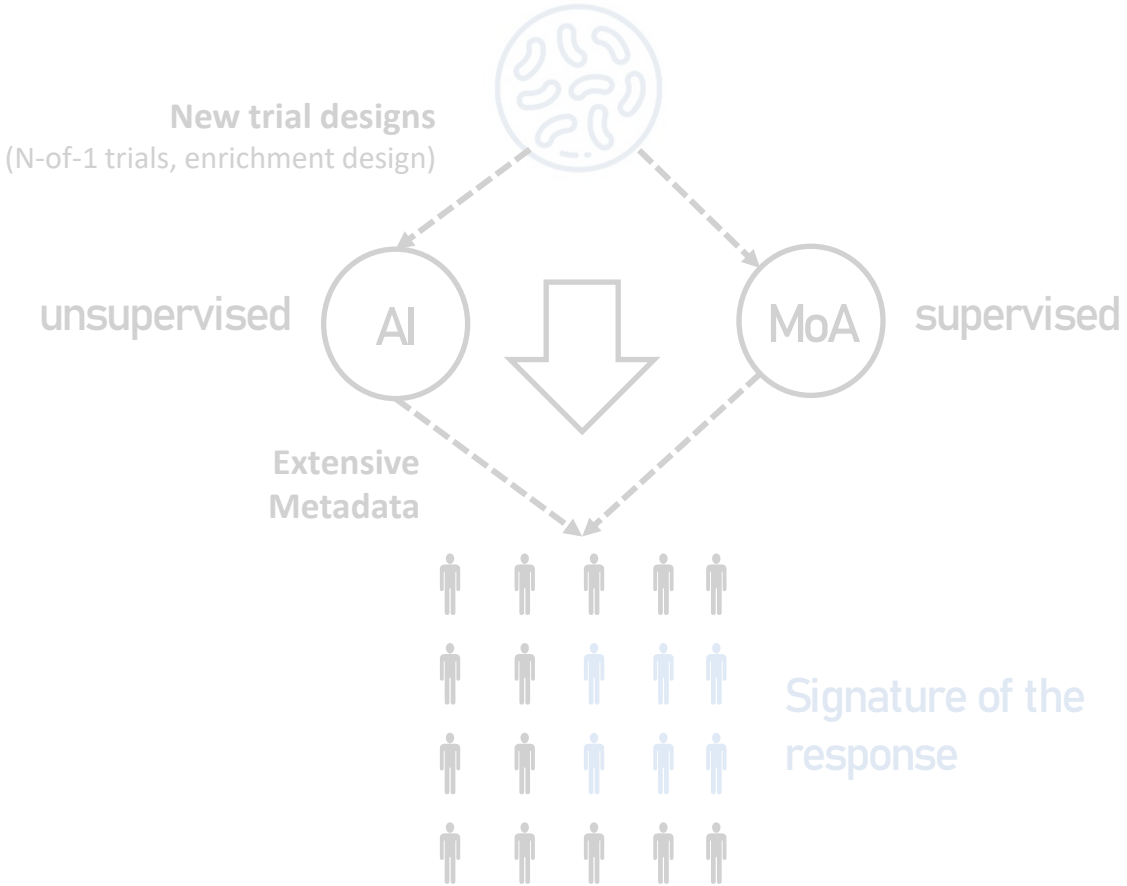 New trial designs
(N-of-1 trials, enrichment design)
unsupervised
AI
MoA
supervised
Extensive
Metadata
Signature of the
response